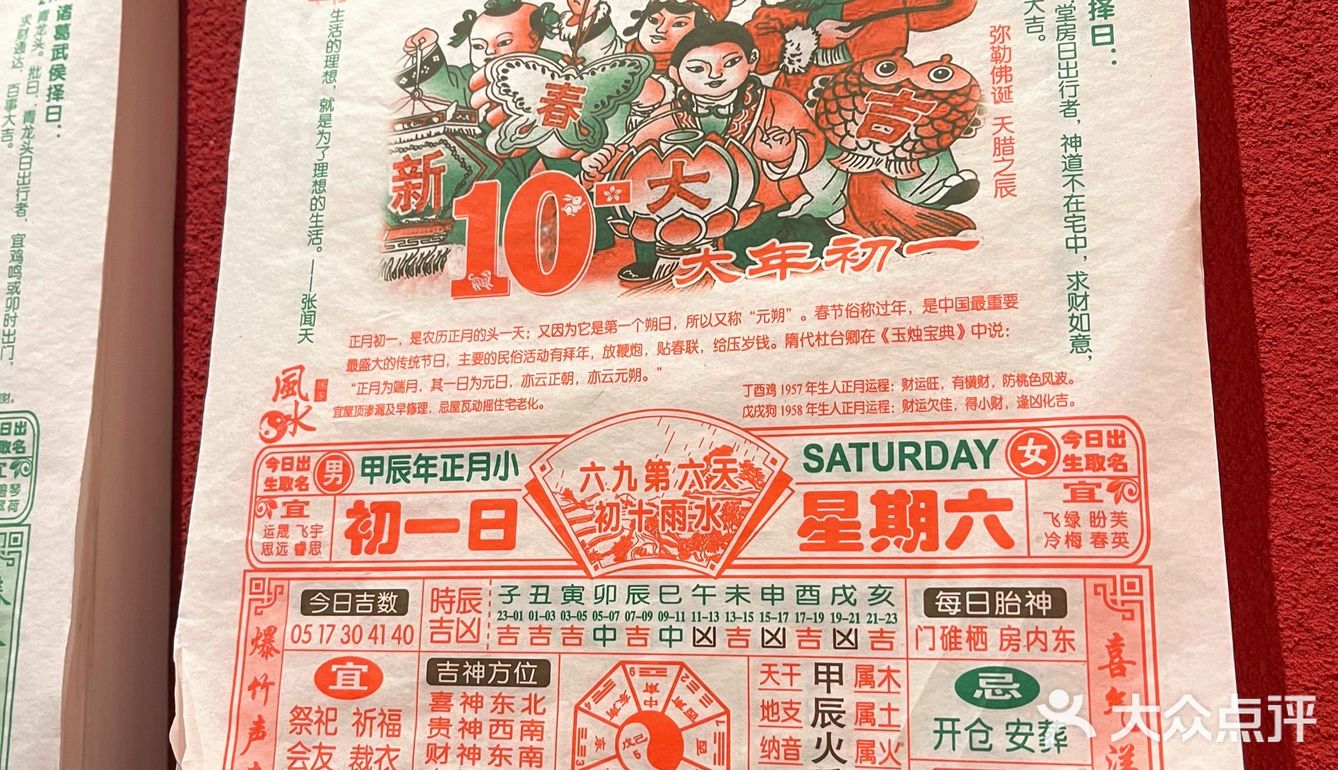 诸葛武侯择日：
青龙头。批曰：青龙头日出行者，宜鸡鸣或卯时出门，
求财通达，百事大吉。
择日：
堂房日出行者，神道不在宅中，求财如意，
大吉。
生活的理想，就是为了理想的生活。——张闻天
弥勒佛诞 天腊之辰
春
吉
新
大
10
大年初一
正月初一，是农历正月的头一天；又因为它是第一个朔日，所以又称“元朔”。春节俗称过年，是中国最重要
最盛大的传统节日，主要的民俗活动有拜年，放鞭炮，贴春联，给压岁钱。隋代杜台卿在《玉烛宝典》中说：
“正月为端月，其一日为元日，亦云正朝，亦云元朔。”
風水
宜屋顶渗漏及早修理，忌屋瓦动摇住宅老化。
丁酉鸡 1957 年生人正月运程：财运旺，有横财，防桃色风波。
戊戌狗 1958 年生人正月运程：财运欠佳，得小财，逢凶化吉。
今日出生取名
男
宜
运晟 飞宇
思远 睿思
甲辰年正月小
初一日
六九第六天
初十雨水
SATURDAY
星期六
女
今日出生取名
宜
飞绿 盼芙
冷梅 春英
日出
取名
宜
爆竹声
今日吉数
05 17 30 41 40
時辰吉凶
子 丑 寅 卯 辰 巳 午 未 申 酉 戌 亥
23-01 01-03 03-05 05-07 07-09 09-11 11-13 13-15 15-17 17-19 19-21 21-23
吉 吉 吉 中 吉 中 凶 吉 凶 吉 凶 吉
每日胎神
门碓栖 房内东
宜
祭祀 祈福
会友 裁衣
吉神方位
喜神东北
贵神西南
财神东南
天干 甲 属木
地支 辰 属土
纳音 火 属火
忌
开仓 安葬
喜
洋
大众点评